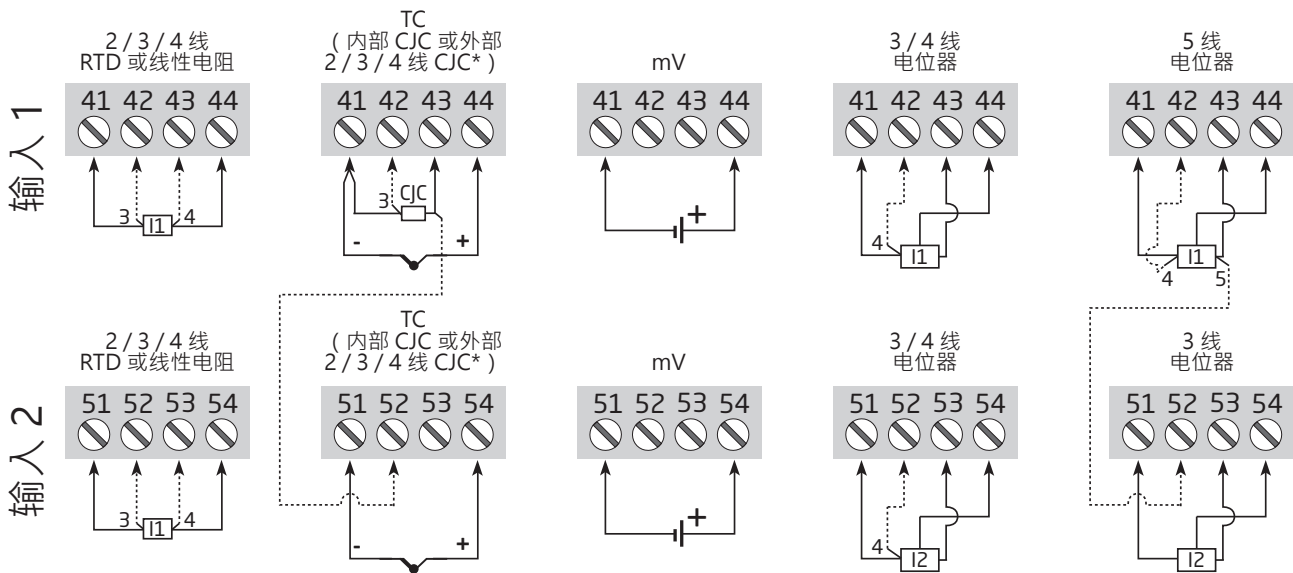 输入 1
2 / 3 / 4 线
RTD 或线性电阻
41 42 43 44
3 I1 4
TC
( 内部 CJC 或外部
2 / 3 / 4 线 CJC* )
41 42 43 44
3 CJC
- +
mV
41 42 43 44
+
3 / 4 线
电位器
41 42 43 44
4 I1
5 线
电位器
41 42 43 44
I1
4 5
输入 2
2 / 3 / 4 线
RTD 或线性电阻
51 52 53 54
3 I1 4
TC
( 内部 CJC 或外部
2 / 3 / 4 线 CJC* )
51 52 53 54
- +
mV
51 52 53 54
+
3 / 4 线
电位器
51 52 53 54
4 I2
3 线
电位器
51 52 53 54
I2